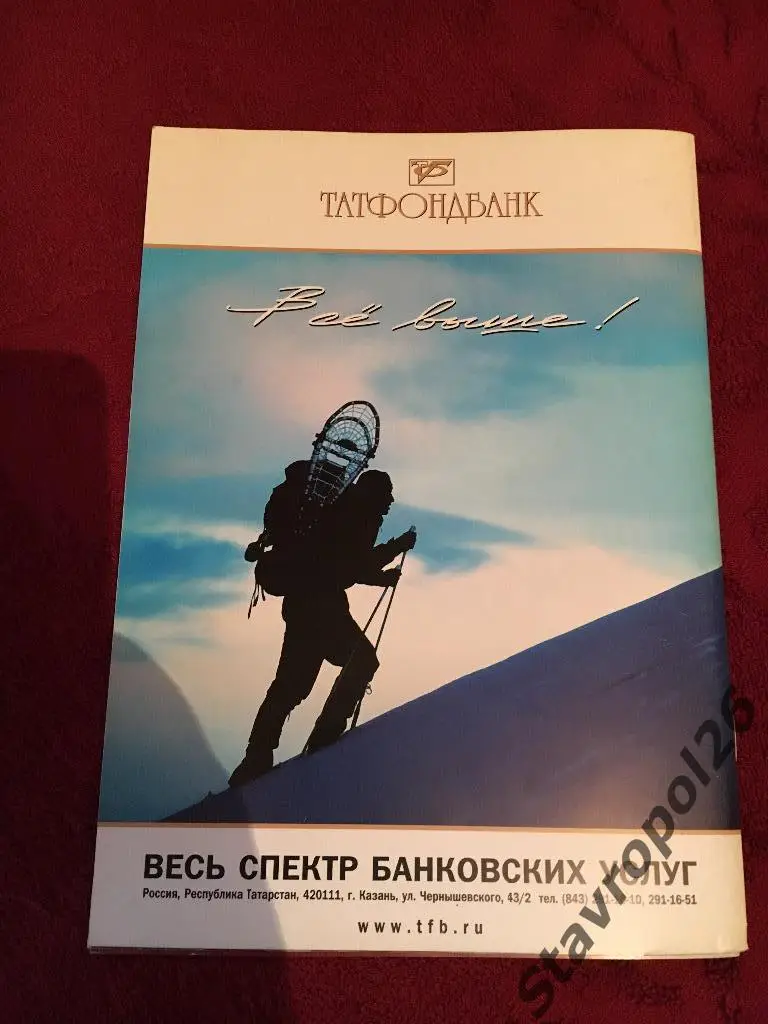 ТАТФОНДБАНК
Всё выше!
ВЕСЬ СПЕКТР БАНКОВСКИХ УСЛУГ
Россия, Республика Татарстан, 420111, г. Казань, ул. Чернышевского, 43/2 тел. (843) 291-16-51
www.tfb.ru
Stavropol26